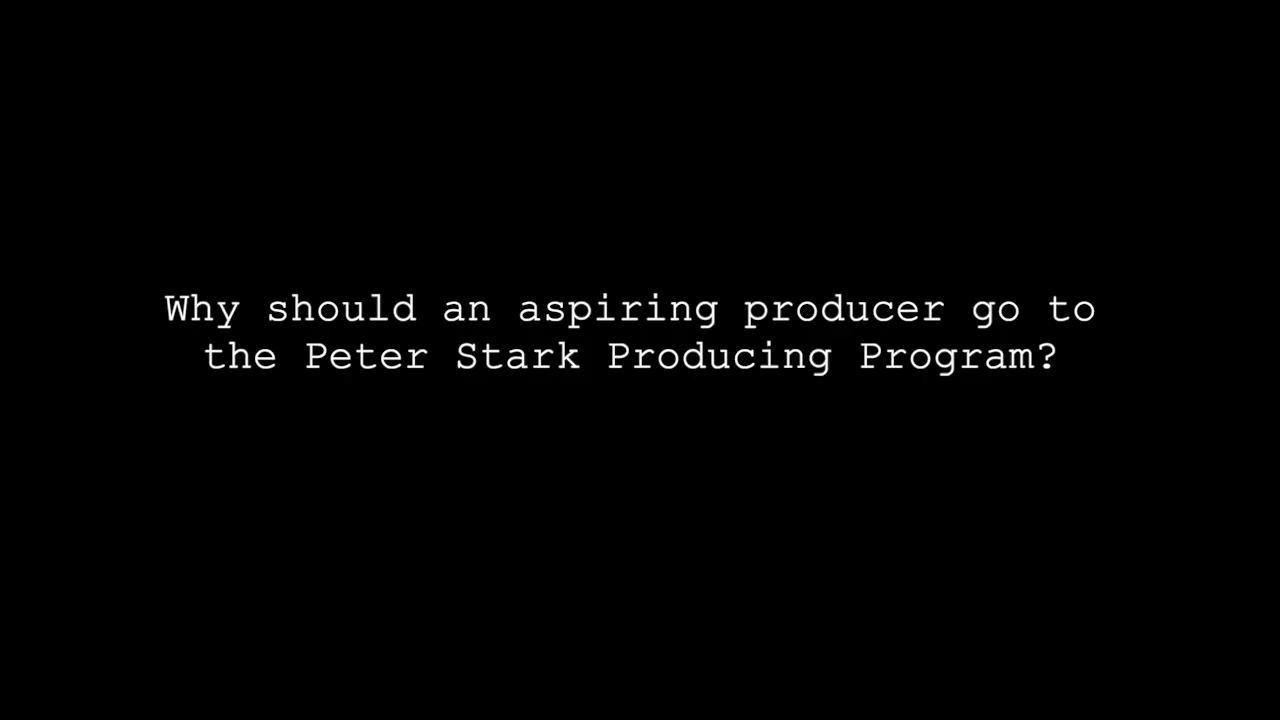 Why should an aspiring producer go to
the Peter Stark Producing Program?